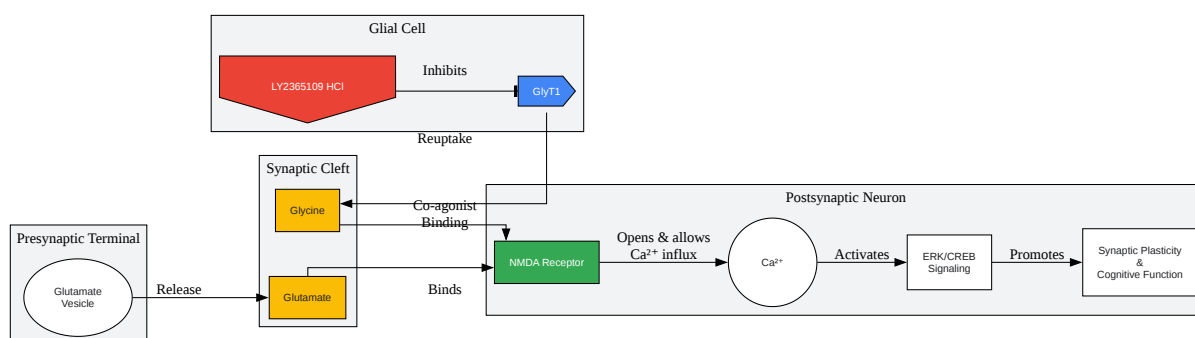 Glial Cell
LY2365109 HCl
Inhibits
GlyT1
Reuptake
Synaptic Cleft
Glycine
Co-agonist
Binding
Postsynaptic Neuron
Presynaptic Terminal
Glutamate
Vesicle
Release
Glutamate
Binds
NMDA Receptor
Opens & allows
Ca²⁺ influx
Ca²⁺
Activates
ERK/CREB
Signaling
Promotes
Synaptic Plasticity
&
Cognitive Function